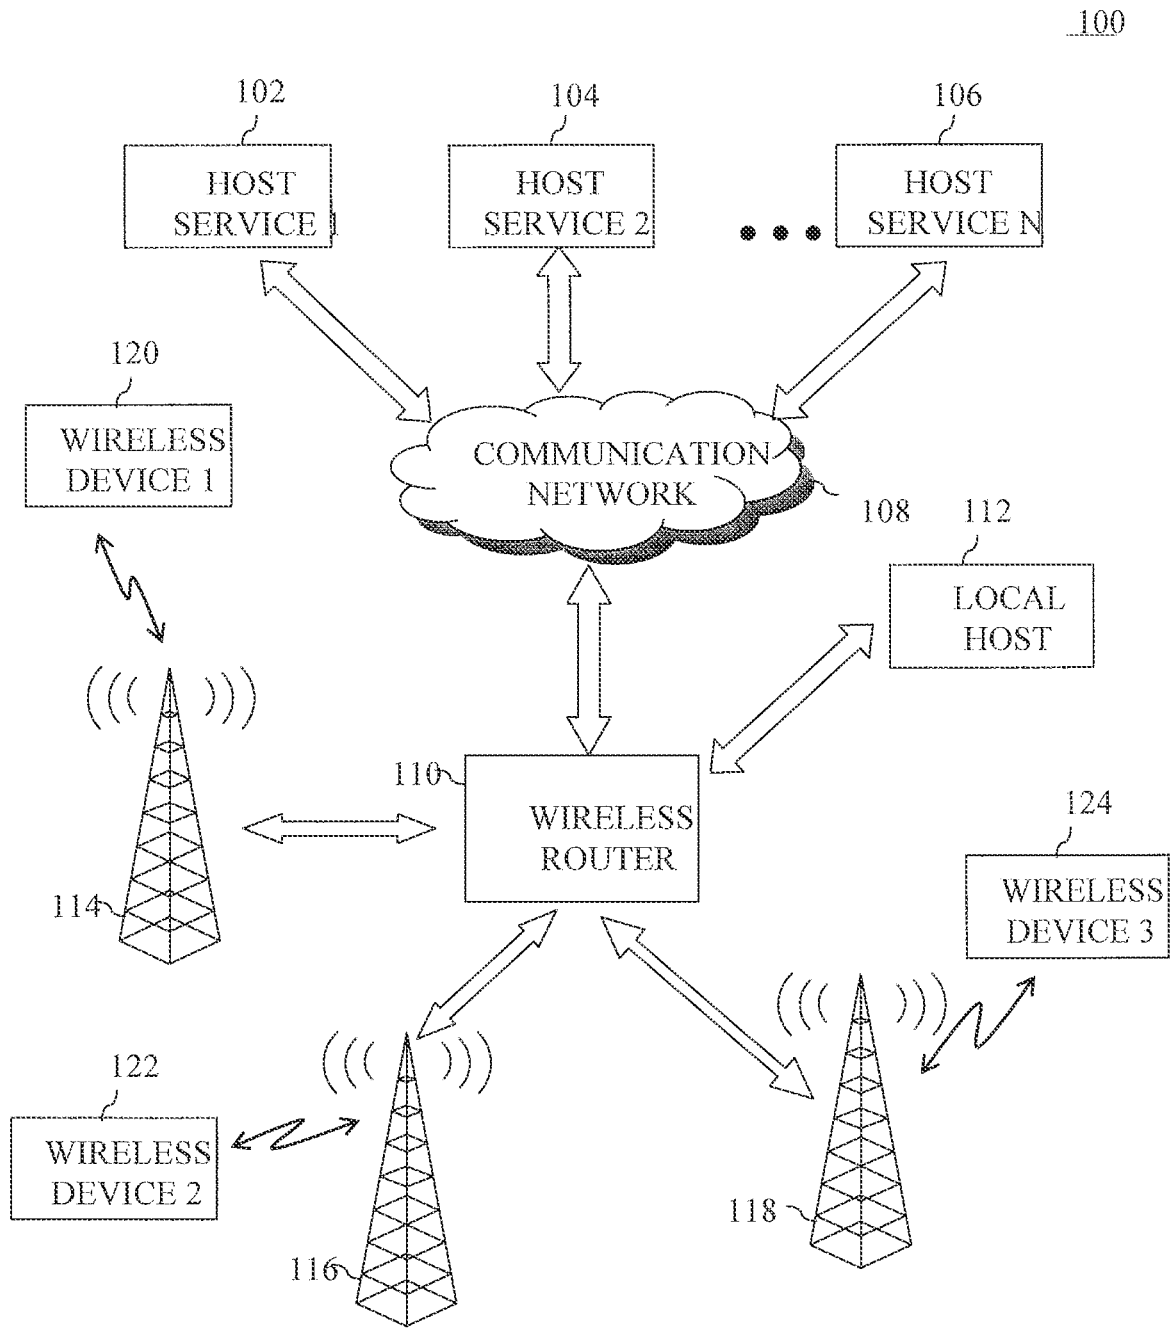 100
102
104
106
HOST
SERVICE 1
HOST
SERVICE 2
HOST
SERVICE N
120
WIRELESS
DEVICE 1
COMMUNICATION
NETWORK
108
112
LOCAL
HOST
110
WIRELESS
ROUTER
124
WIRELESS
DEVICE 3
114
122
WIRELESS
DEVICE 2
118
116